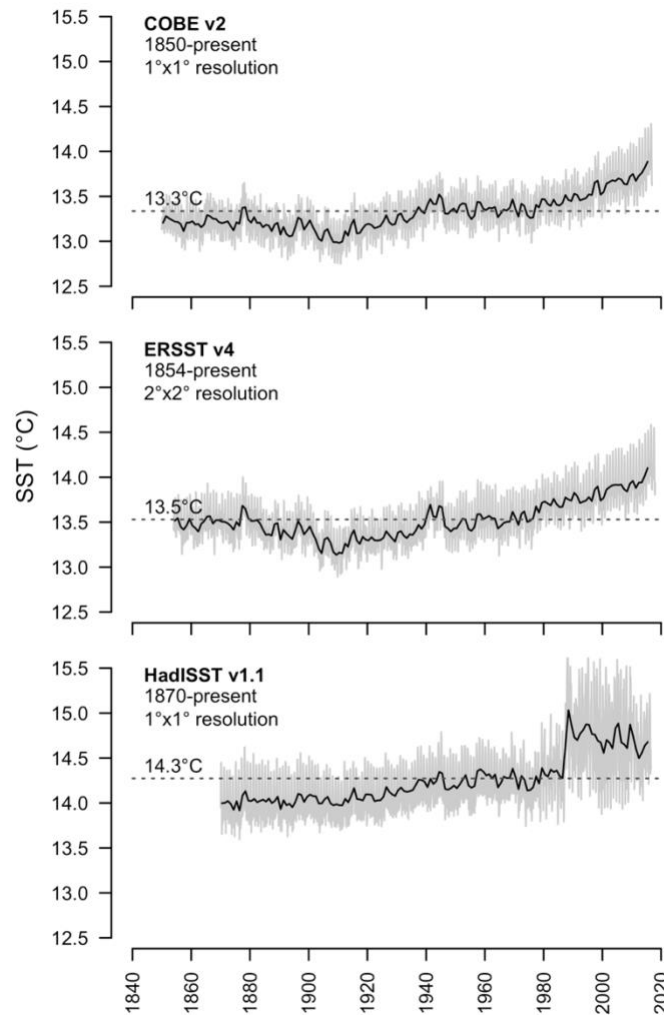 SST (°C)
COBE v2
1850-present
1°x1° resolution
15.5
15.0
14.5
14.0
13.5
13.0
12.5
13.3°C
ERSST v4
1854-present
2°x2° resolution
15.5
15.0
14.5
14.0
13.5
13.0
12.5
13.5°C
HadISST v1.1
1870-present
1°x1° resolution
15.5
15.0
14.5
14.0
13.5
13.0
12.5
14.3°C
1840
1860
1880
1900
1920
1940
1960
1980
2000
2020